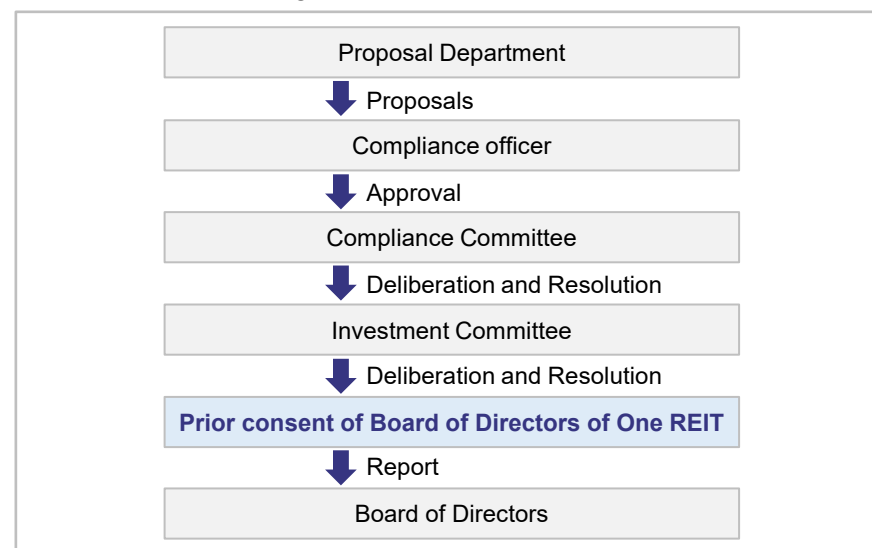 Proposal Department
Proposals
Compliance officer
Approval
Compliance Committee
Deliberation and Resolution
Investment Committee
Deliberation and Resolution
Prior consent of Board of Directors of One REIT
Report
Board of Directors